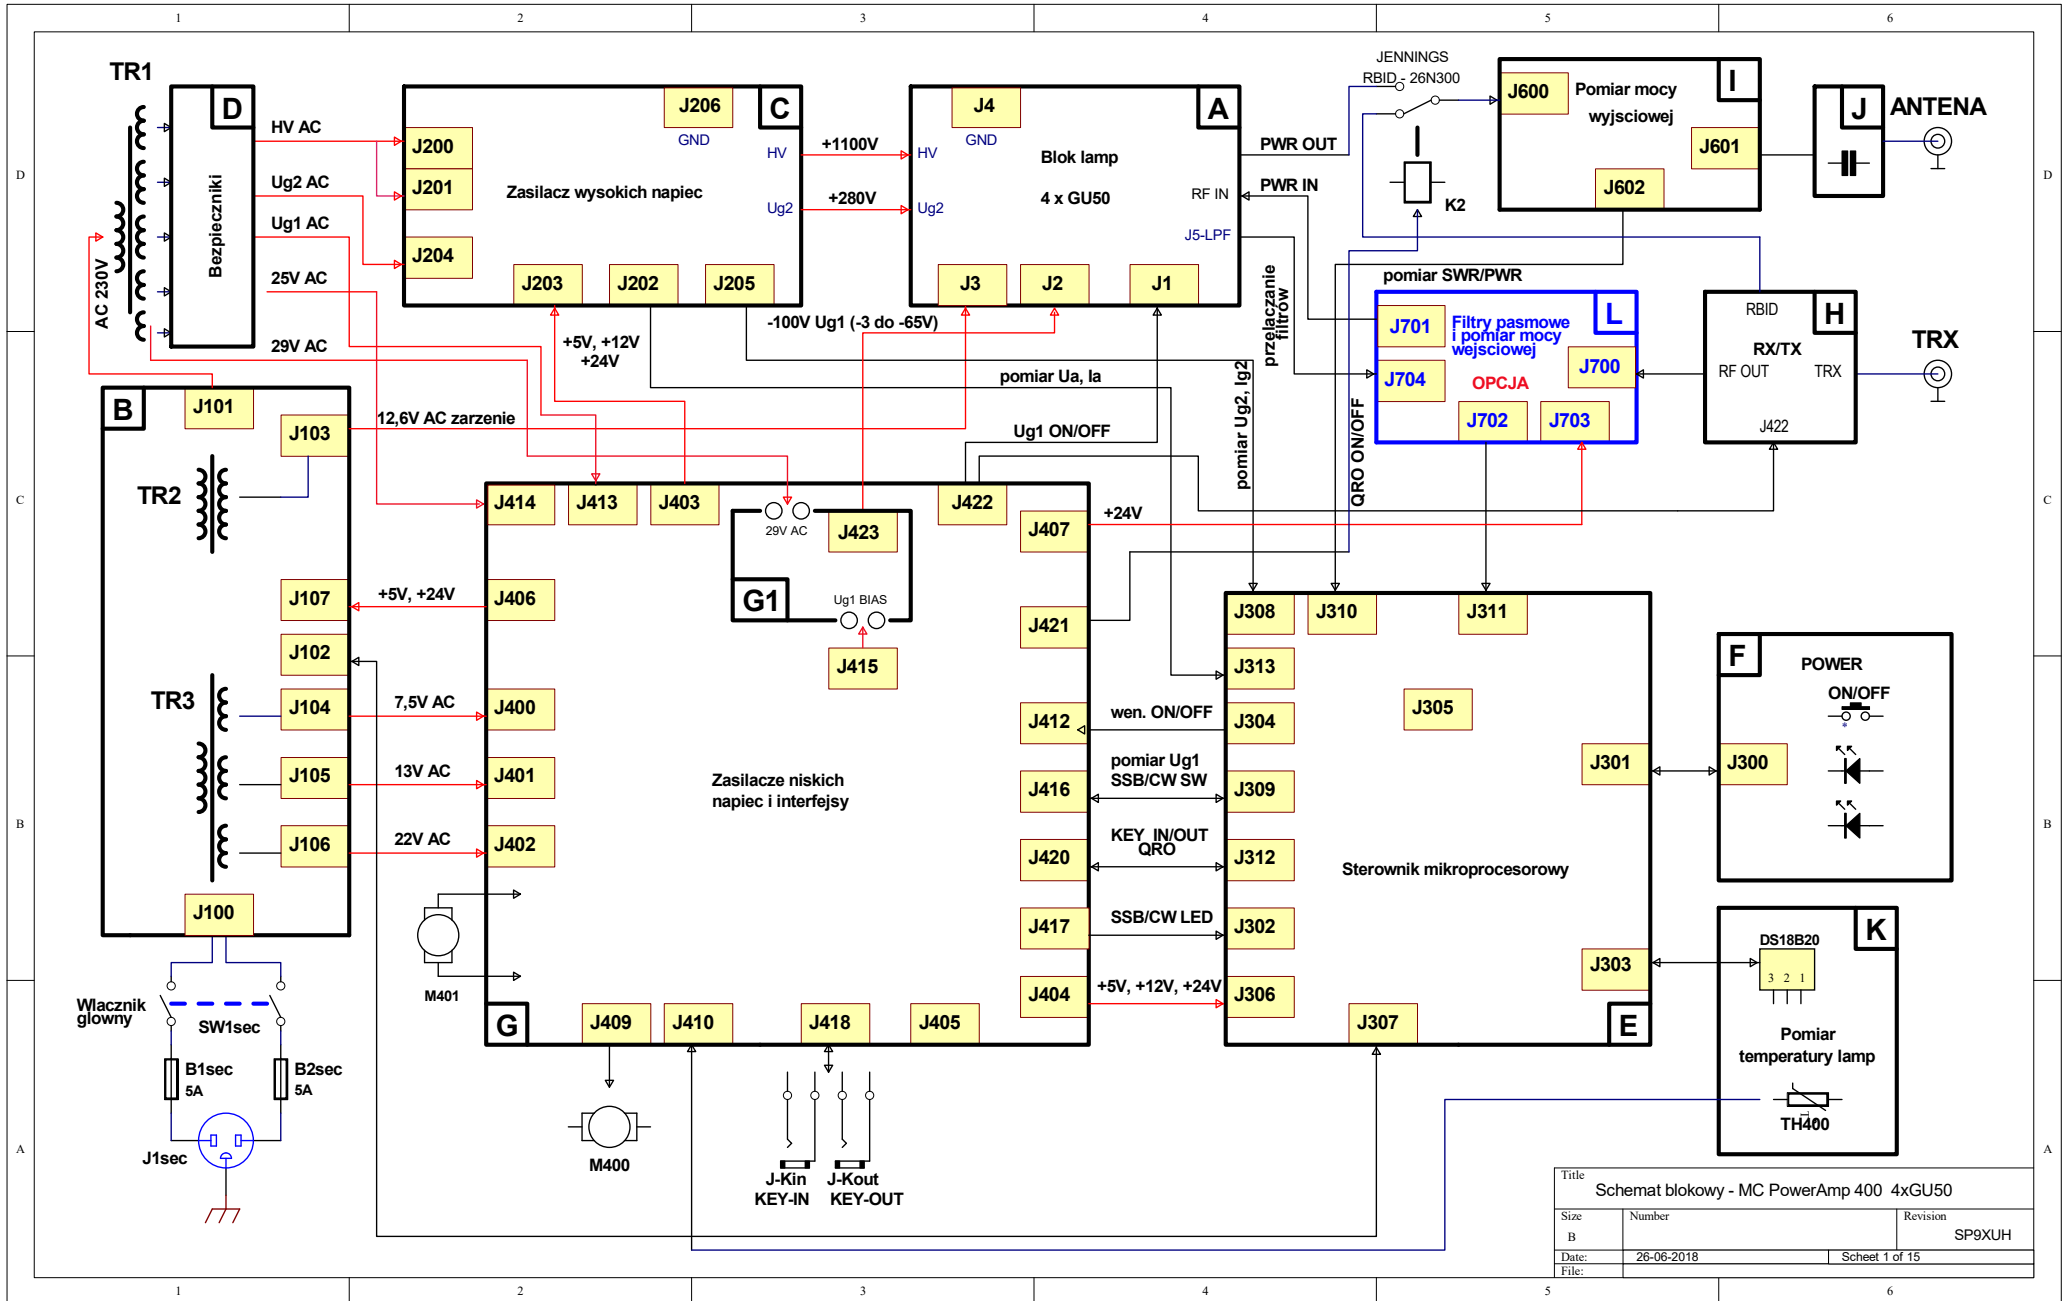 1 2 3 4 5 6
D
C
B
A
TR1
D
Bezpieczniki
AC 230V
HV AC
Ug2 AC
Ug1 AC
25V AC
29V AC
J200
J201
J204
J206
GND
C
HV
Zasilacz wysokich napiec
Ug2
J203
J202
J205
+1100V
+280V
J4
GND
A
HV
Blok lamp
4 x GU50
Ug2
RF IN
J5-LPF
J3
J2
J1
PWR OUT
PWR IN
JENNINGS
RBID - 26N300
K2
J600
Pomiar mocy
wyjsciowej
I
J601
J602
J
ANTENA
pomiar SWR/PWR
przelaczanie
filtrow
J701
Filtry pasmowe
i pomiar mocy
wejsciowej
L
J704
OPCJA
J700
J702
J703
RBID
H
RX/TX
RF OUT
TRX
J422
TRX
-100V Ug1 (-3 do -65V)
+5V, +12V
+24V
pomiar Ua, Ia
pomiar Ug2, Ig2
QRO ON/OFF
12,6V AC zarzenie
Ug1 ON/OFF
B
J101
J103
TR2
J107
J102
TR3
J104
J105
J106
J100
+5V, +24V
7,5V AC
13V AC
22V AC
J414
J413
J403
J422
J407
+24V
29V AC
J423
G1
Ug1 BIAS
J415
J406
J421
J400
J412
J401
J416
Zasilacze niskich
napiec i interfejsy
J402
J420
J417
J404
G
J409
J410
J418
J405
M401
M400
wen. ON/OFF
pomiar Ug1
SSB/CW SW
KEY IN/OUT
QRO
SSB/CW LED
+5V, +12V, +24V
J308
J310
J311
J313
J304
J305
J309
J301
J312
Sterownik mikroprocesorowy
J302
J303
J306
J307
E
F
POWER
ON/OFF
*
J300
K
DS18B20
3 2 1
Pomiar
temperatury lamp
TH400
Wlacznik
glowny
SW1sec
B1sec
5A
B2sec
5A
J1sec
J-Kin
KEY-IN
J-Kout
KEY-OUT
Title
Schemat blokowy - MC PowerAmp 400 4xGU50
Size
B
Number
Revision
SP9XUH
Date:
26-06-2018
Scheet 1 of 15
File:
D
C
B
A
1 2 3 4 5 6